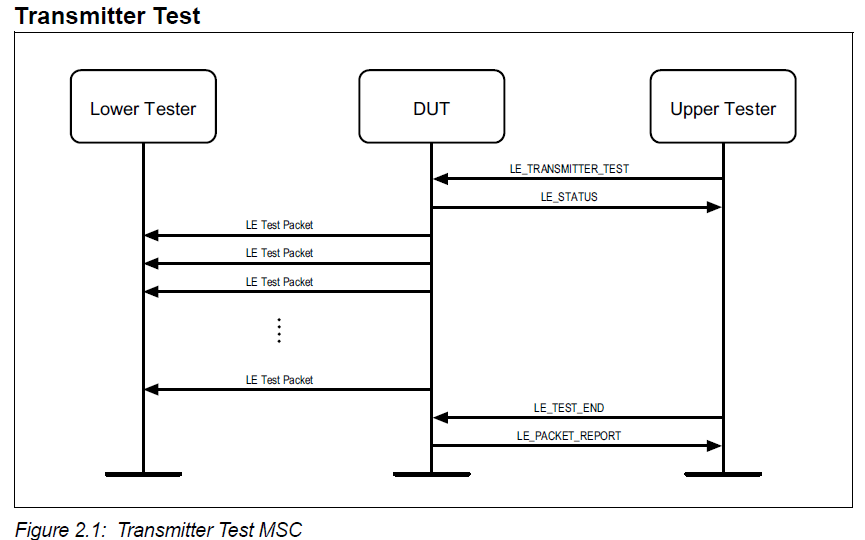 Transmitter Test
Lower Tester
DUT
Upper Tester
LE_TRANSMITTER_TEST
LE_STATUS
LE Test Packet
LE Test Packet
LE Test Packet
LE Test Packet
LE_TEST_END
LE_PACKET_REPORT
Figure 2.1: Transmitter Test MSC